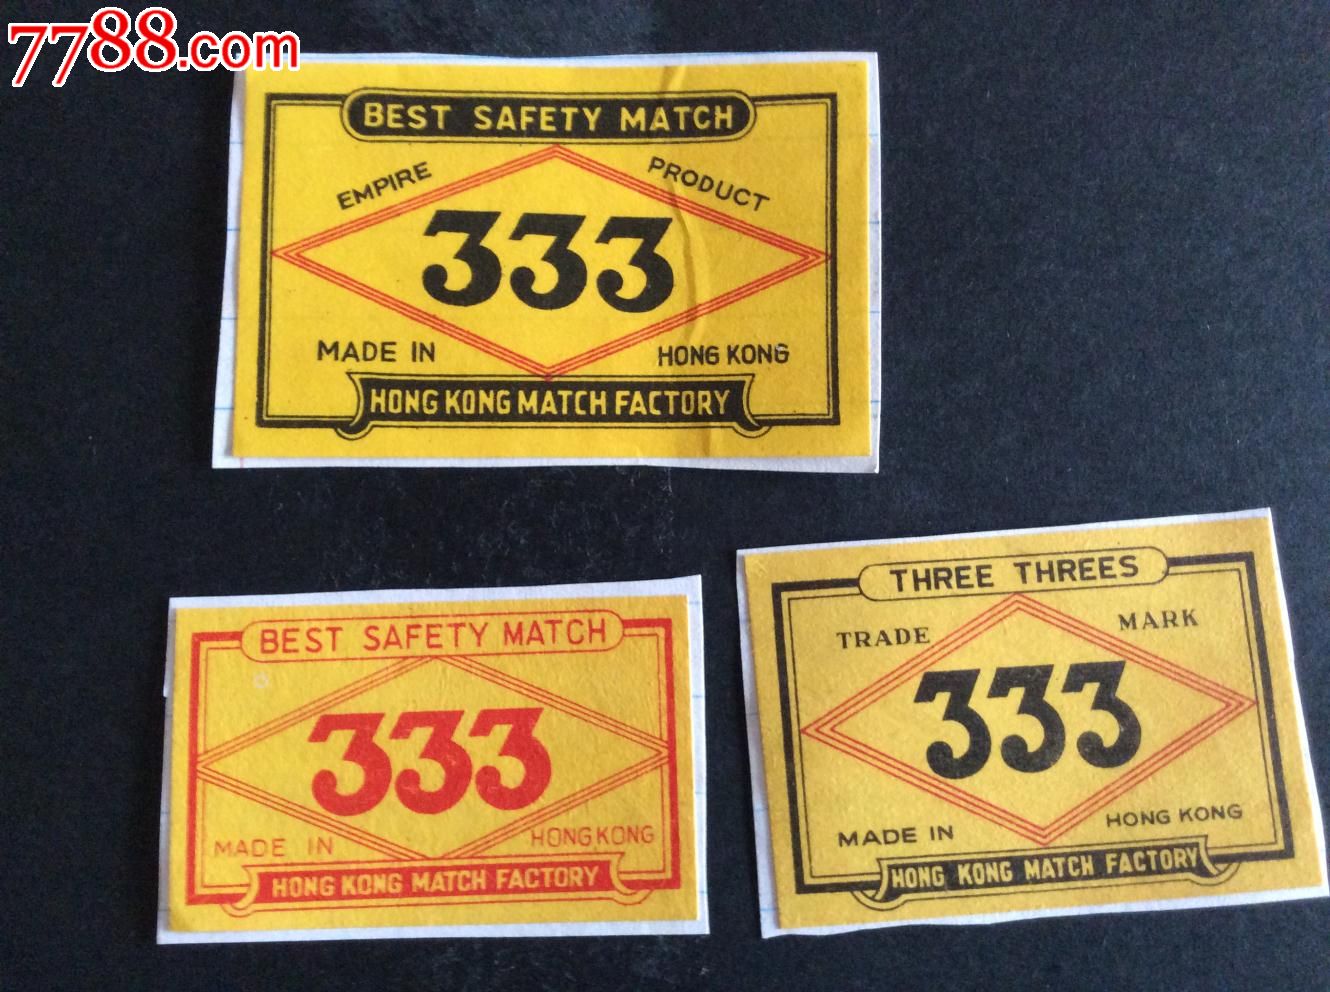 7788.com
BEST SAFETY MATCH
EMPIRE PRODUCT
333
MADE IN HONG KONG
HONG KONG MATCH FACTORY
BEST SAFETY MATCH
333
MADE IN HONG KONG
HONG KONG MATCH FACTORY
THREE THREES
TRADE MARK
333
MADE IN HONG KONG
HONG KONG MATCH FACTORY